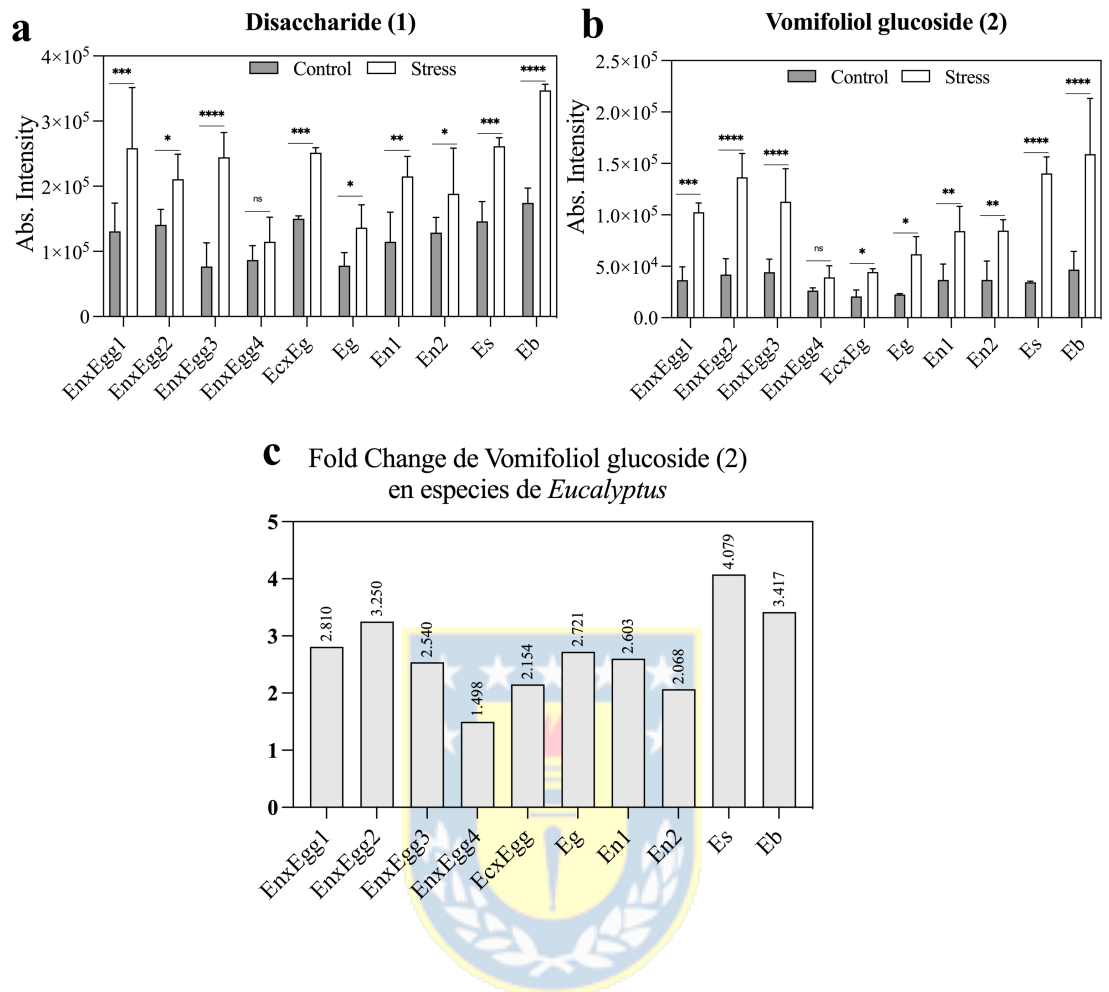 a
Disaccharide (1)
Control
Stress
Abs. Intensity
4×10⁵
3×10⁵
2×10⁵
1×10⁵
0
***
*
****
ns
***
*
**
*
***
****
EnxEgg1
EnxEgg2
EnxEgg3
EnxEgg4
EcxEg
Eg
En1
En2
Es
Eb
b
Vomifoliol glucoside (2)
Control
Stress
Abs. Intensity
2.5×10⁵
2.0×10⁵
1.5×10⁵
1.0×10⁵
5.0×10⁴
0.0
***
****
****
ns
*
*
**
**
****
****
EnxEgg1
EnxEgg2
EnxEgg3
EnxEgg4
EcxEg
Eg
En1
En2
Es
Eb
c
Fold Change de Vomifoliol glucoside (2)
en especies de Eucalyptus
5
4
3
2
1
0
2.810
3.250
2.540
1.498
2.154
2.721
2.603
2.068
4.079
3.417
EnxEgg1
EnxEgg2
EnxEgg3
EnxEgg4
EcxEgg
Eg
En1
En2
Es
Eb